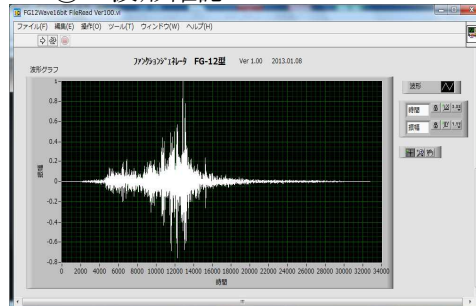 FG12Wave16bit FileRead Ver100.vi
ファイル(F) 編集(E) 操作(O) ツール(T) ウィンドウ(W) ヘルプ(H)
ﾌｧﾝｸｼｮﾝｼﾞｪﾈﾚｰﾀ FG-12型 Ver 1.00 2013.01.08
波形グラフ
波形
時間
振幅
1-
0.8-
0.6-
0.4-
0.2-
0-
-0.2-
-0.4-
-0.6-
-0.8-
振幅
0 2000 4000 6000 8000 10000 12000 14000 16000 18000 20000 22000 24000 26000 28000 30000 32000 34000
時間